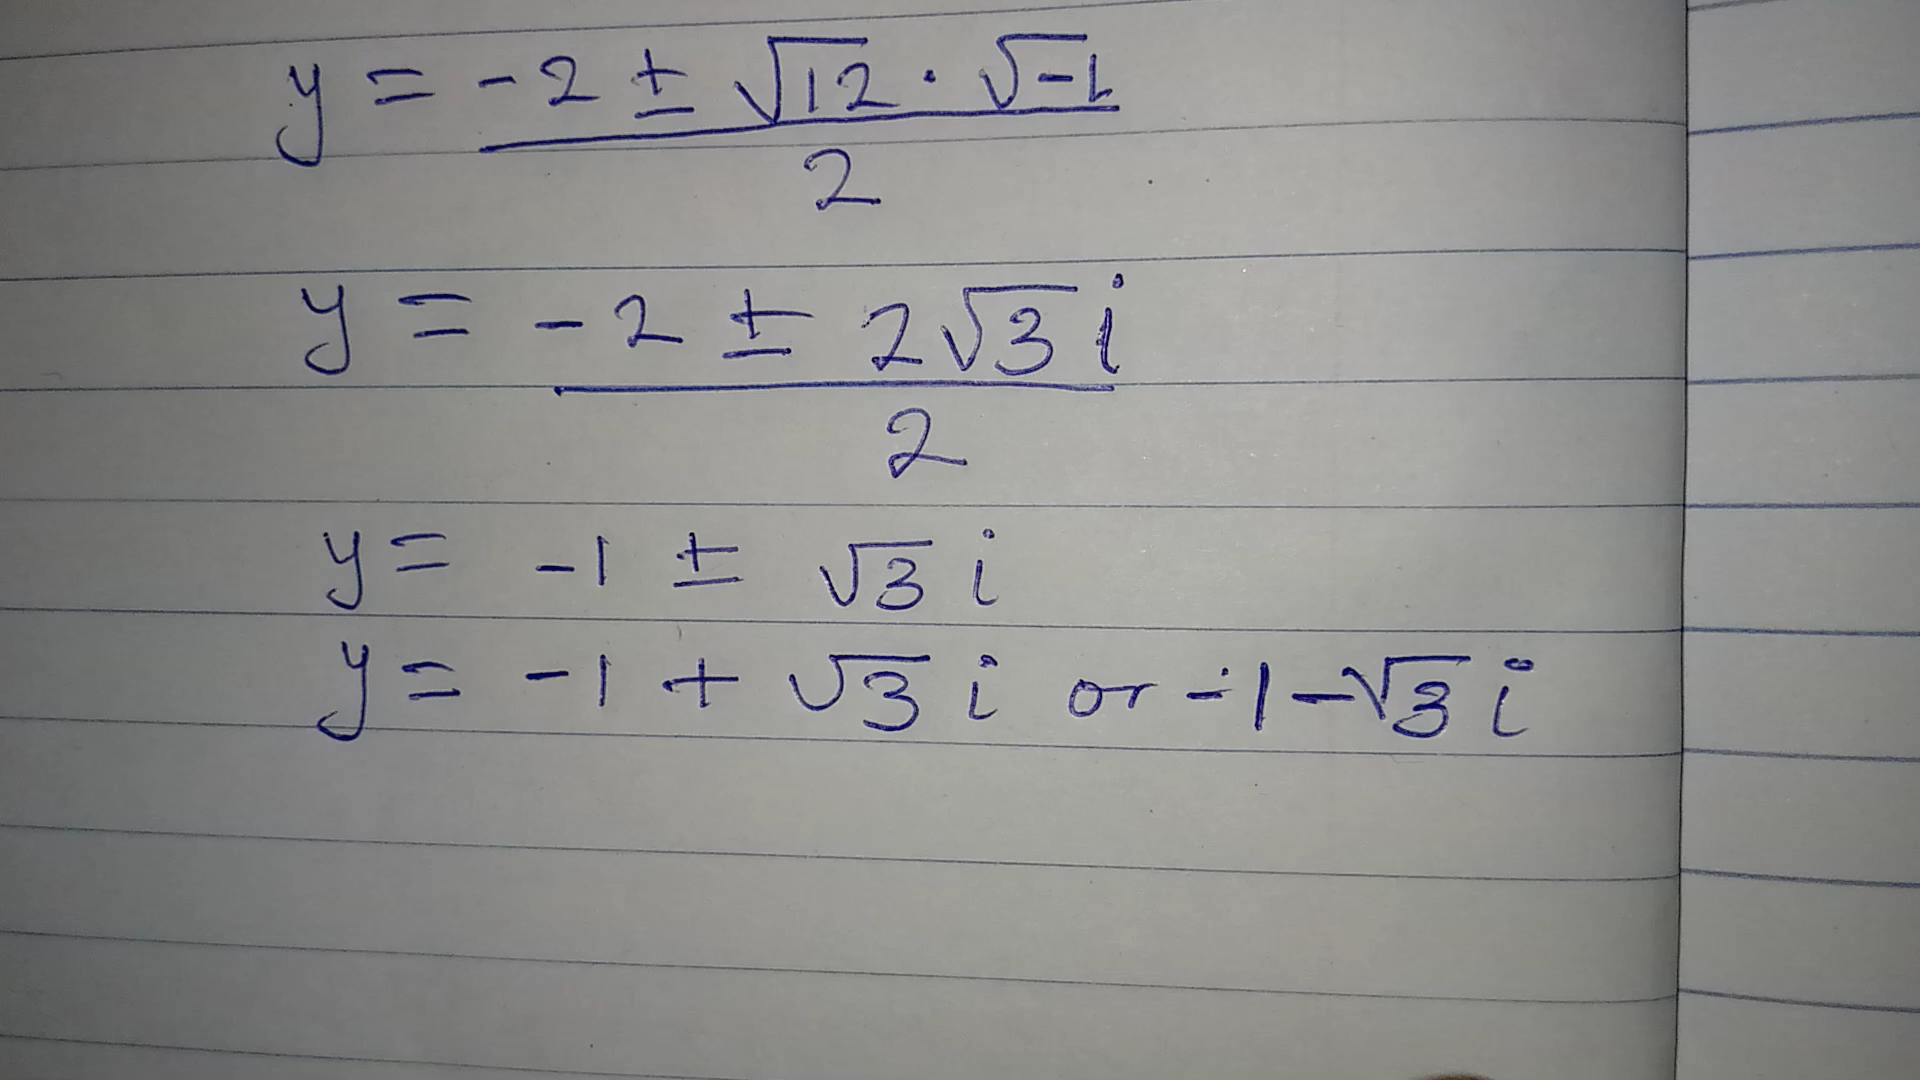 y = -2 ± √12 · √-1
2
y = -2 ± 2√3 i
2
y = -1 ± √3 i
y = -1 + √3 i or -1 - √3 i